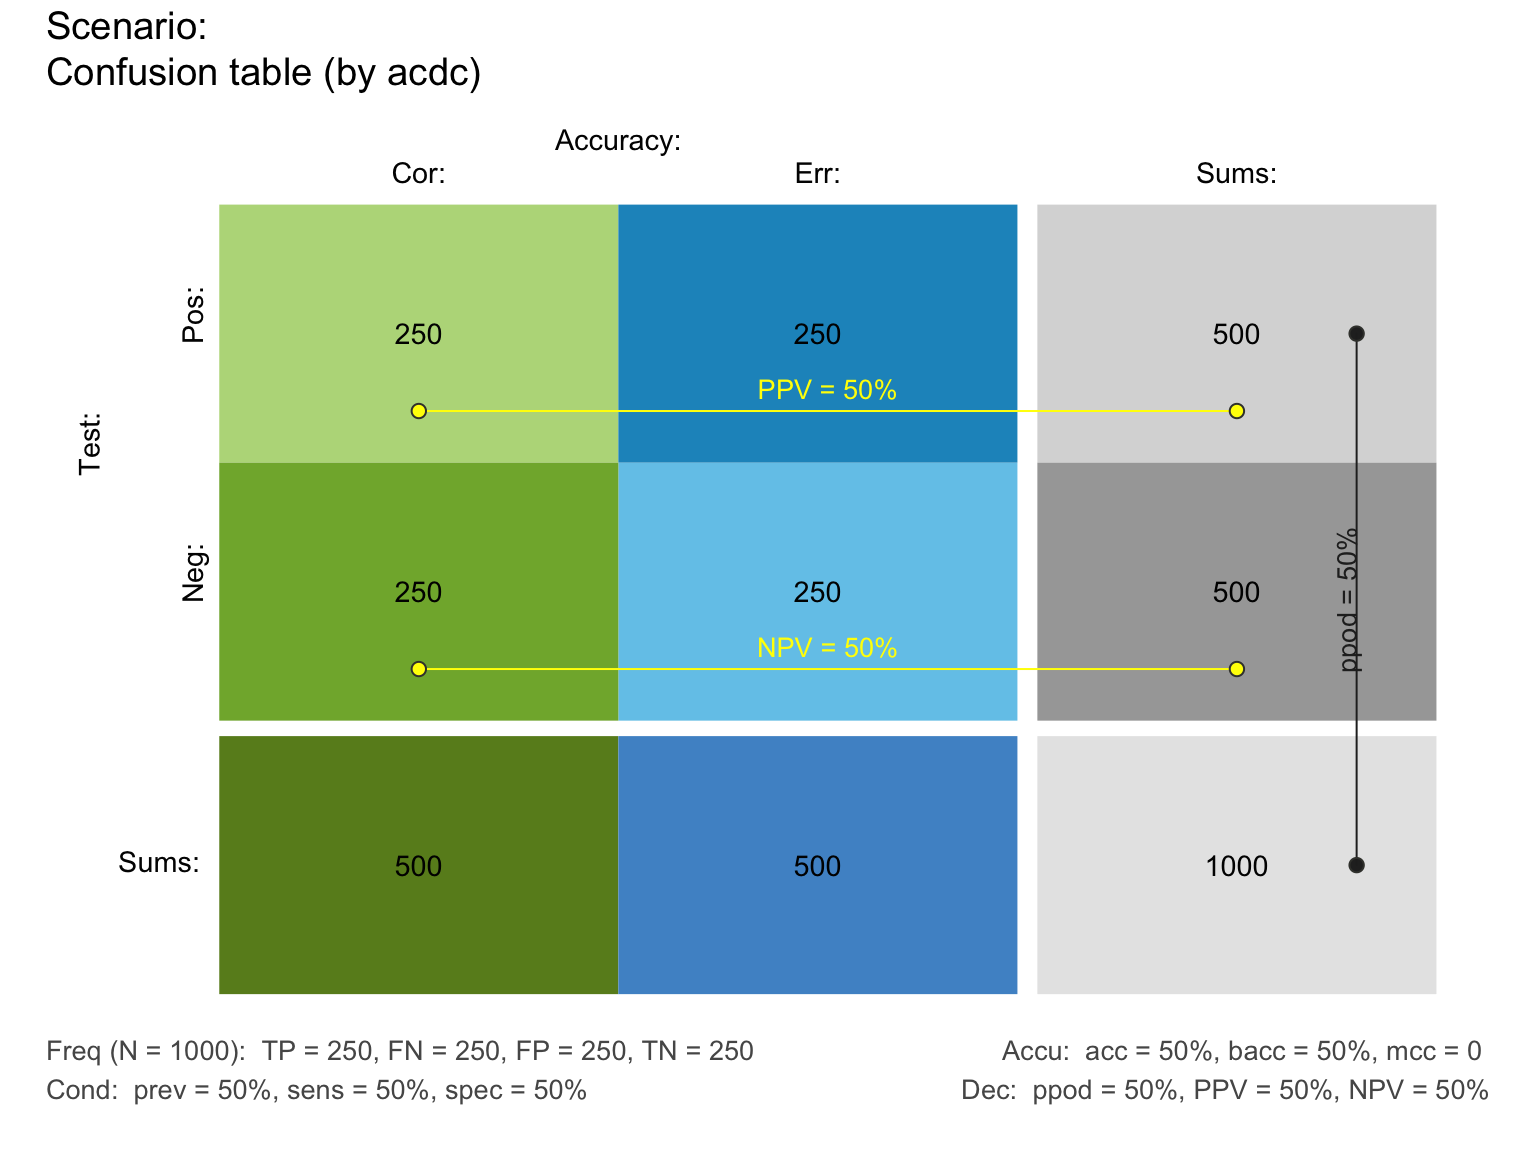 Scenario:
Confusion table (by acdc)
Accuracy:
Cor:
Err:
Sums:
Test:
Pos:
250
250
500
PPV = 50%
Neg:
250
250
500
NPV = 50%
ppod = 50%
Sums:
500
500
1000
Freq (N = 1000):  TP = 250, FN = 250, FP = 250, TN = 250
Accu:  acc = 50%, bacc = 50%, mcc = 0
Cond:  prev = 50%, sens = 50%, spec = 50%
Dec:  ppod = 50%, PPV = 50%, NPV = 50%